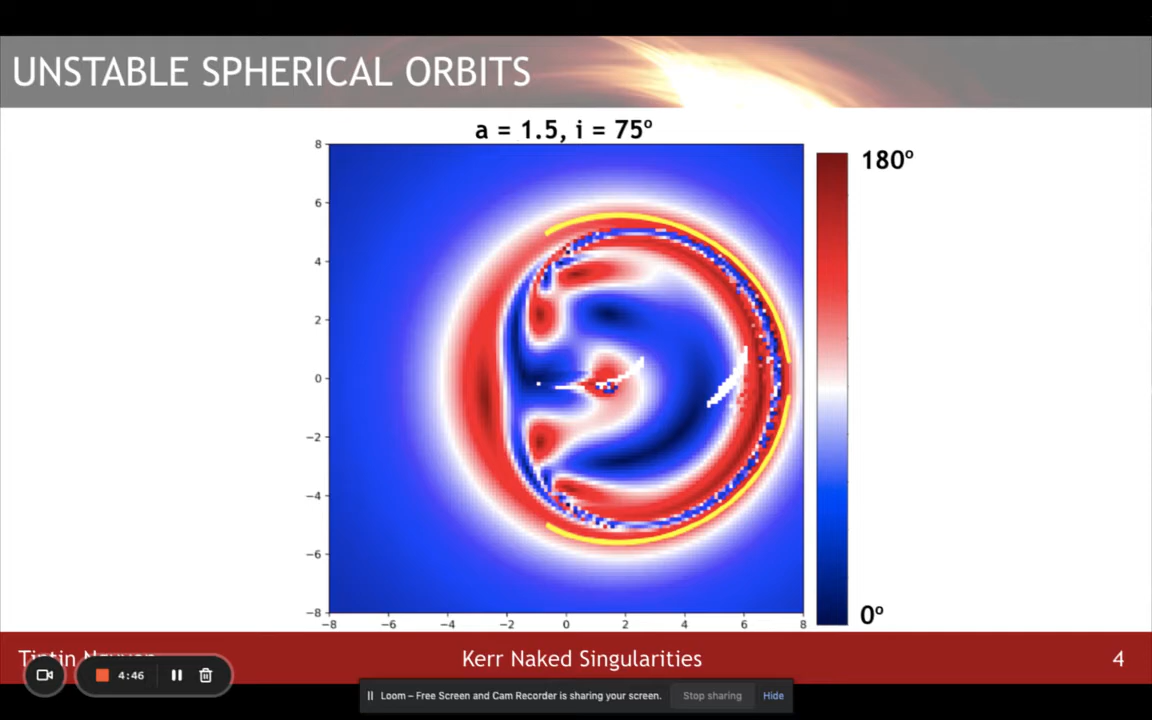 UNSTABLE SPHERICAL ORBITS
a = 1.5, i = 75º
180º
0º
8
6
4
2
0
−2
−4
−6
−8
−8 −6 −4 −2 0 2 4 6 8
Tintin
Kerr Naked Singularities
4
4:46
Loom – Free Screen and Cam Recorder is sharing your screen.
Stop sharing
Hide